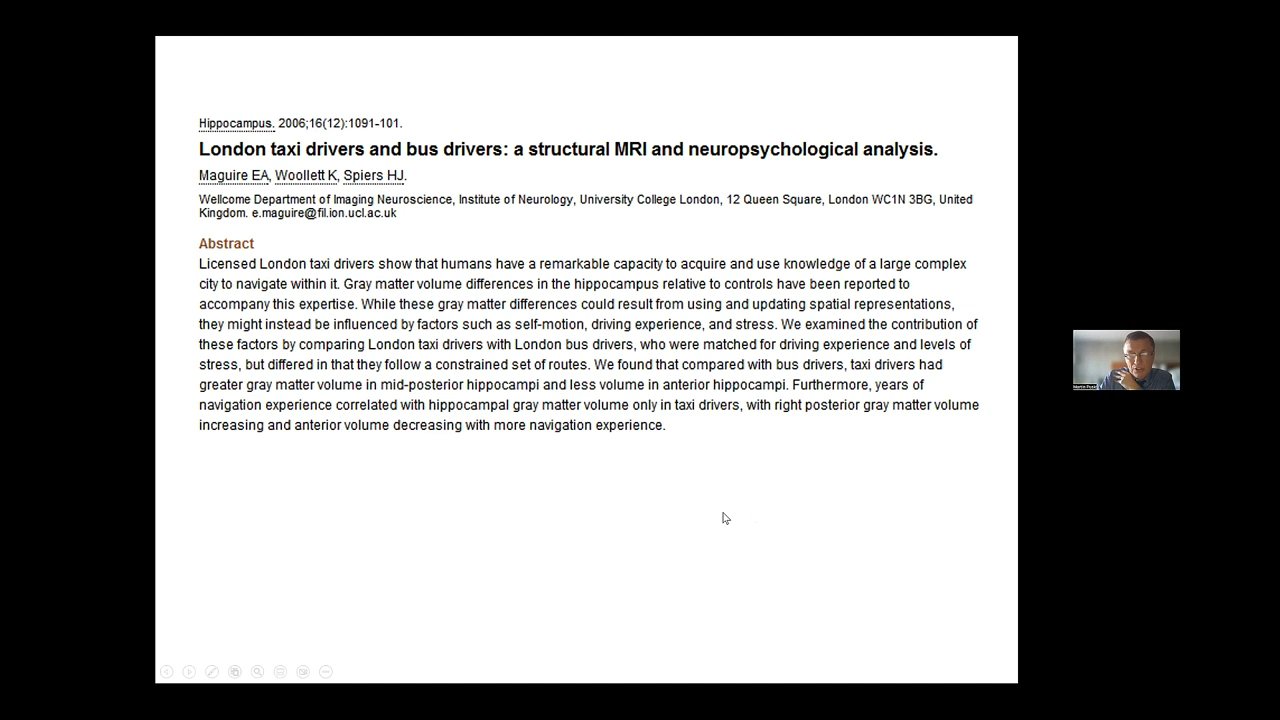 Hippocampus. 2006;16(12):1091-101.
London taxi drivers and bus drivers: a structural MRI and neuropsychological analysis.
Maguire EA, Woollett K, Spiers HJ.
Wellcome Department of Imaging Neuroscience, Institute of Neurology, University College London, 12 Queen Square, London WC1N 3BG, United
Kingdom. e.maguire@fil.ion.ucl.ac.uk
Abstract
Licensed London taxi drivers show that humans have a remarkable capacity to acquire and use knowledge of a large complex
city to navigate within it. Gray matter volume differences in the hippocampus relative to controls have been reported to
accompany this expertise. While these gray matter differences could result from using and updating spatial representations,
they might instead be influenced by factors such as self-motion, driving experience, and stress. We examined the contribution of
these factors by comparing London taxi drivers with London bus drivers, who were matched for driving experience and levels of
stress, but differed in that they follow a constrained set of routes. We found that compared with bus drivers, taxi drivers had
greater gray matter volume in mid-posterior hippocampi and less volume in anterior hippocampi. Furthermore, years of
navigation experience correlated with hippocampal gray matter volume only in taxi drivers, with right posterior gray matter volume
increasing and anterior volume decreasing with more navigation experience.
Martin